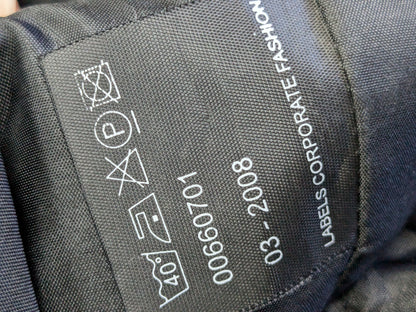 40°
P
00660701
03 - 2008
LABELS CORPORATE FASHION